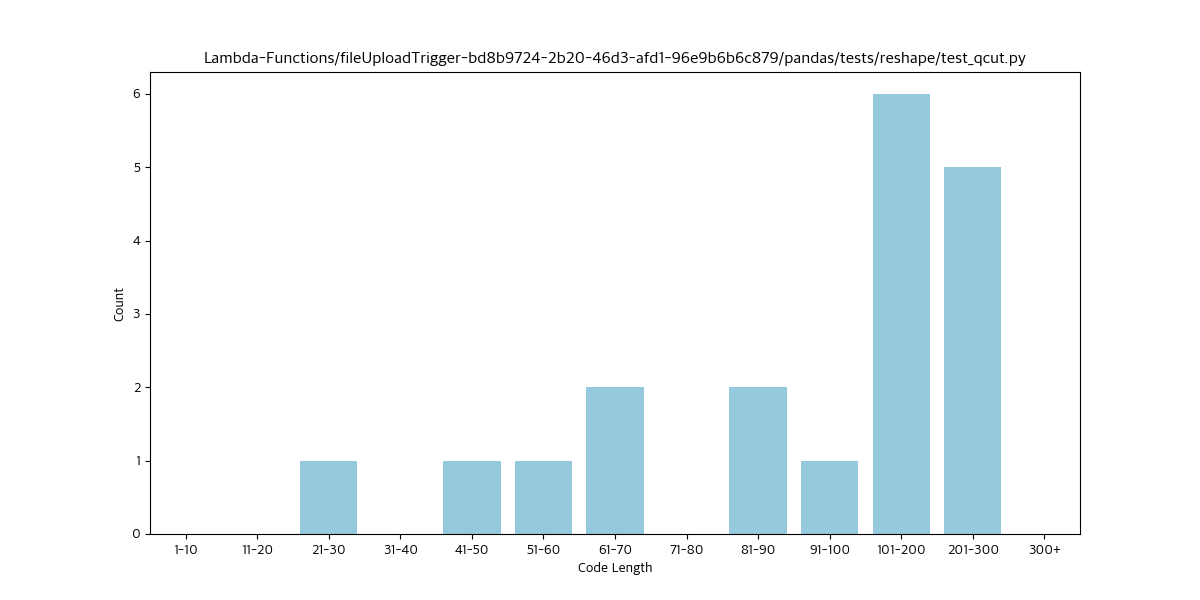 Lambda-Functions/fileUploadTrigger-bd8b9724-2b20-46d3-afd1-96e9b6b6c879/pandas/tests/reshape/test_qcut.py
6
5
4
3
2
1
0
Count
1-10 11-20 21-30 31-40 41-50 51-60 61-70 71-80 81-90 91-100 101-200 201-300 300+
Code Length